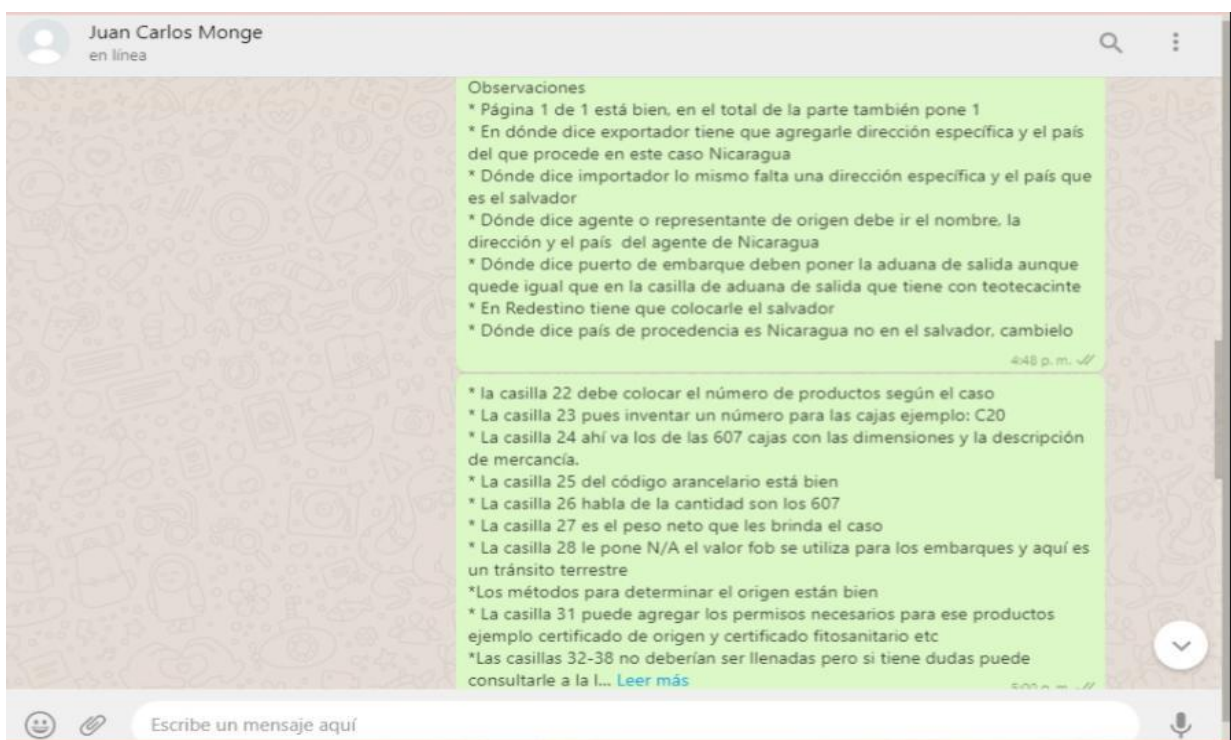 Juan Carlos Monge
en línea
Observaciones
* Página 1 de 1 está bien, en el total de la parte también pone 1
* En dónde dice exportador tiene que agregarle dirección específica y el país
del que procede en este caso Nicaragua
* Dónde dice importador lo mismo falta una dirección específica y el país que
es el salvador
* Dónde dice agente o representante de origen debe ir el nombre, la
dirección y el país del agente de Nicaragua
* Dónde dice puerto de embarque deben poner la aduana de salida aunque
quede igual que en la casilla de aduana de salida que tiene con teotecacinte
* En Redestino tiene que colocarle el salvador
* Dónde dice país de procedencia es Nicaragua no en el salvador, cambielo
4:48 p. m.
* la casilla 22 debe colocar el número de productos según el caso
* La casilla 23 pues inventar un número para las cajas ejemplo: C20
* La casilla 24 ahí va los de las 607 cajas con las dimensiones y la descripción
de mercancía.
* La casilla 25 del código arancelario está bien
* La casilla 26 habla de la cantidad son los 607
* La casilla 27 es el peso neto que les brinda el caso
* La casilla 28 le pone N/A el valor fob se utiliza para los embarques y aquí es
un tránsito terrestre
*Los métodos para determinar el origen están bien
* La casilla 31 puede agregar los permisos necesarios para ese productos
ejemplo certificado de origen y certificado fitosanitario etc
*Las casillas 32-38 no deberían ser llenadas pero si tiene dudas puede
consultarle a la l... Leer más
Escribe un mensaje aquí